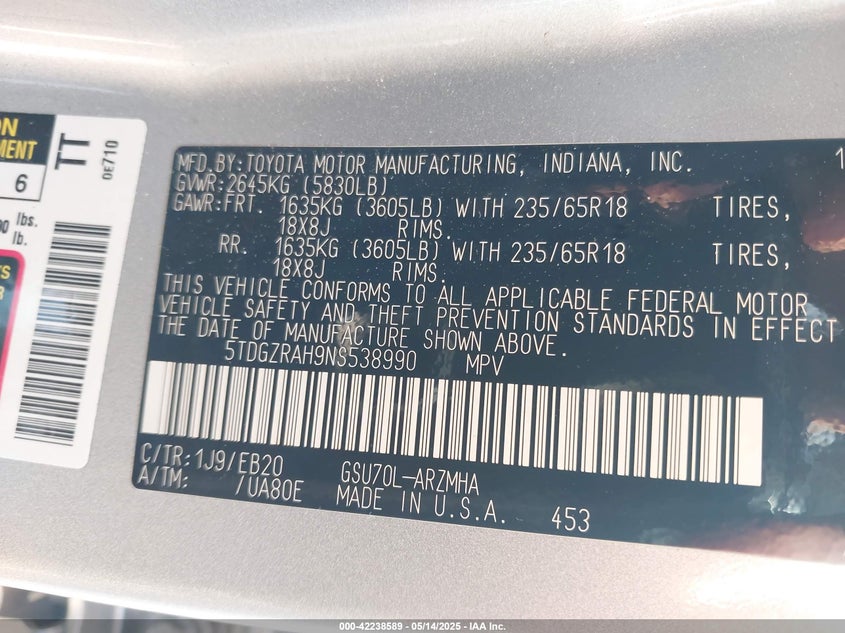 ON
MENT
6
lbs.
lb.
TS
R
TT
0E710
1
MFD. BY: TOYOTA MOTOR MANUFACTURING, INDIANA, INC.
GVWR: 2645KG (5830LB)
GAWR: FRT. 1635KG (3605LB) WITH 235/65R18 TIRES,
18X8J RIMS.
RR. 1635KG (3605LB) WITH 235/65R18 TIRES,
18X8J RIMS.
THIS VEHICLE CONFORMS TO ALL APPLICABLE FEDERAL MOTOR
VEHICLE SAFETY AND THEFT PREVENTION STANDARDS IN EFFECT
THE DATE OF MANUFACTURE SHOWN ABOVE.
5TDGZRAH9NS538990 MPV
C/TR: 1J9/EB20 GSU70L-ARZMHA
A/TM: /UA80E MADE IN U.S.A. 453
000-42238589 — 05/14/2025 — IAA Inc.